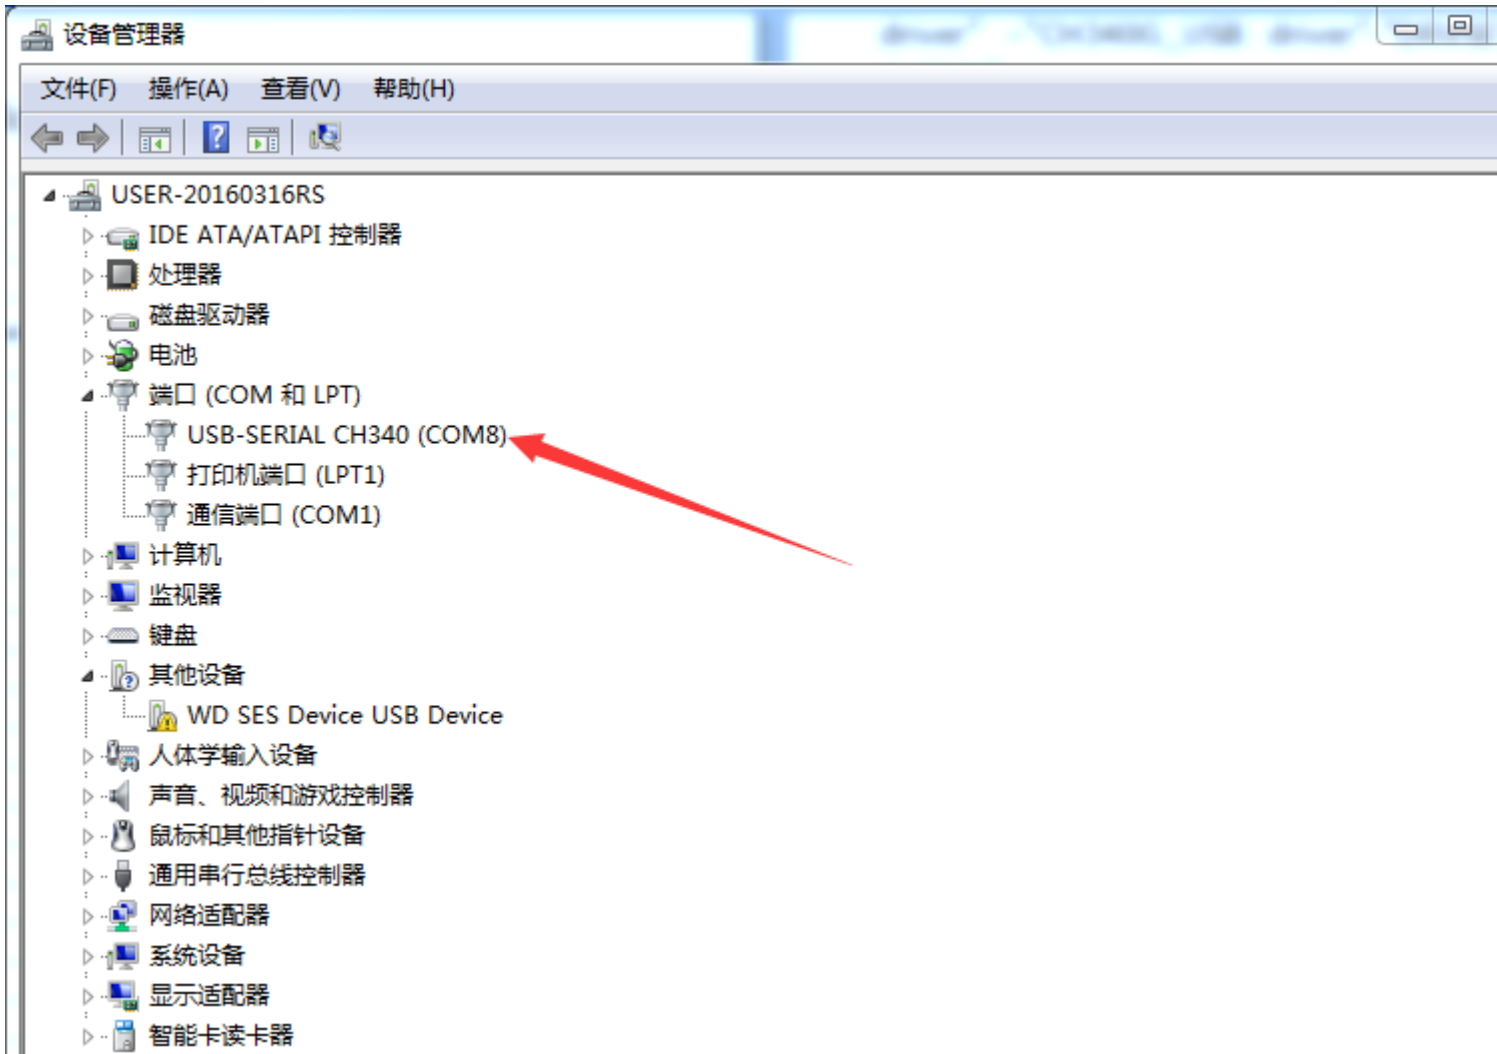 设备管理器
driver" -"CH340G_USB driver"
文件(F) 操作(A) 查看(V) 帮助(H)
USER-20160316RS
IDE ATA/ATAPI 控制器
处理器
磁盘驱动器
电池
端口 (COM 和 LPT)
USB-SERIAL CH340 (COM8)
打印机端口 (LPT1)
通信端口 (COM1)
计算机
监视器
键盘
其他设备
WD SES Device USB Device
人体学输入设备
声音、视频和游戏控制器
鼠标和其他指针设备
通用串行总线控制器
网络适配器
系统设备
显示适配器
智能卡读卡器